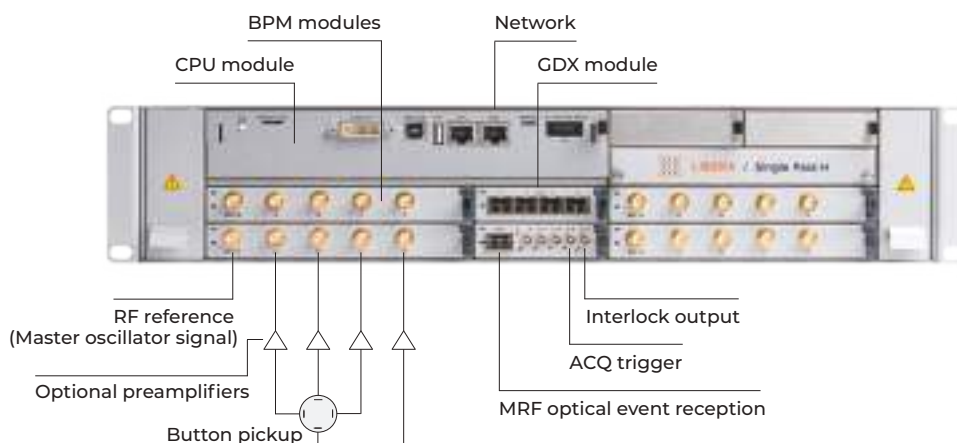 BPM modules
Network
CPU module
GDX module
LIBERA / Single Pass H
RF reference
(Master oscillator signal)
Interlock output
ACQ trigger
Optional preamplifiers
MRF optical event reception
Button pickup